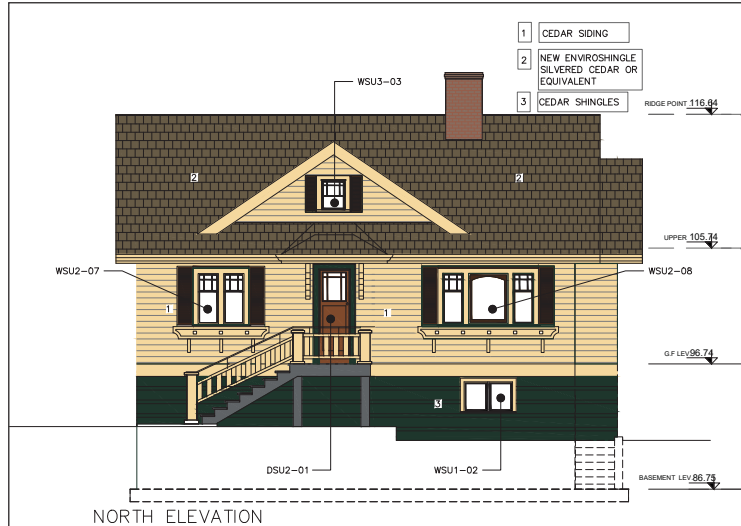 1 CEDAR SIDING
2 NEW ENVIROSHINGLE
SILVERED CEDAR OR
EQUIVALENT
3 CEDAR SHINGLES
WSU3-03
RIDGE POINT 116.64
2
2
UPPER 105.74
WSU2-07
WSU2-08
1
1
G.F LEV 96.74
3
DSU2-01
WSU1-02
BASEMENT LEV 86.75
NORTH ELEVATION